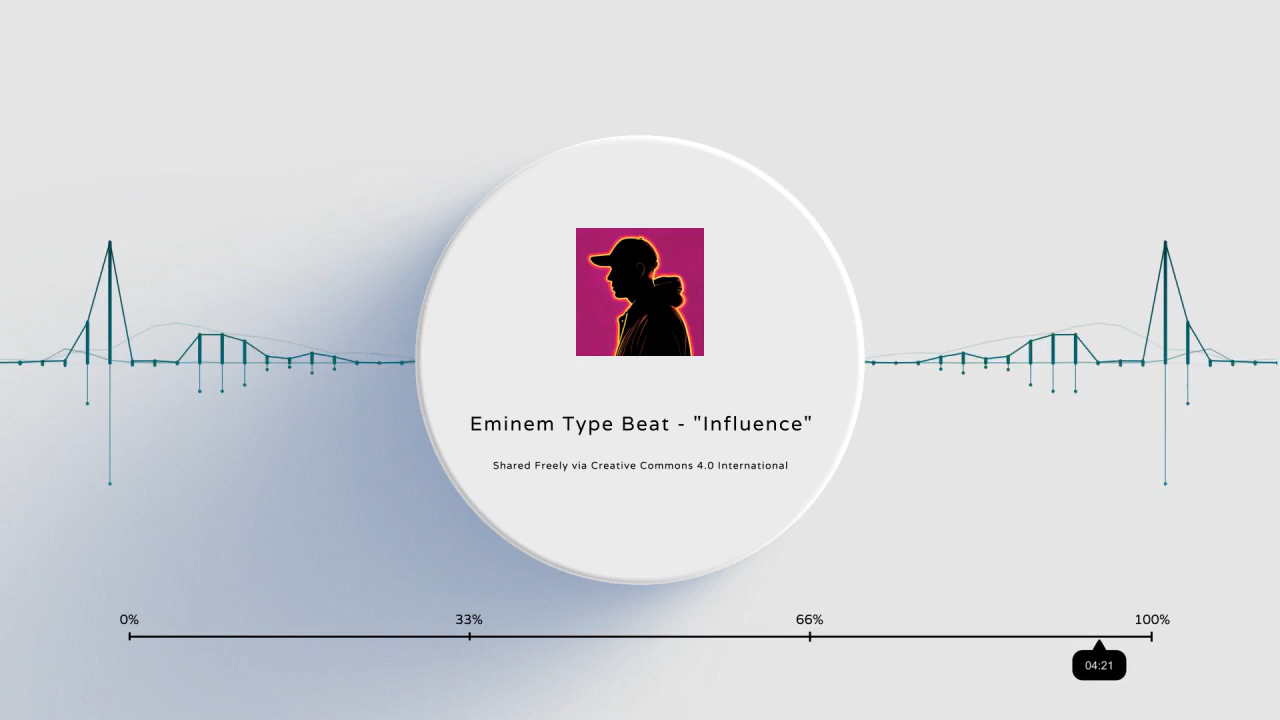 Eminem Type Beat - "Influence"
Shared Freely via Creative Commons 4.0 International
0% 33% 66% 100%
04:21